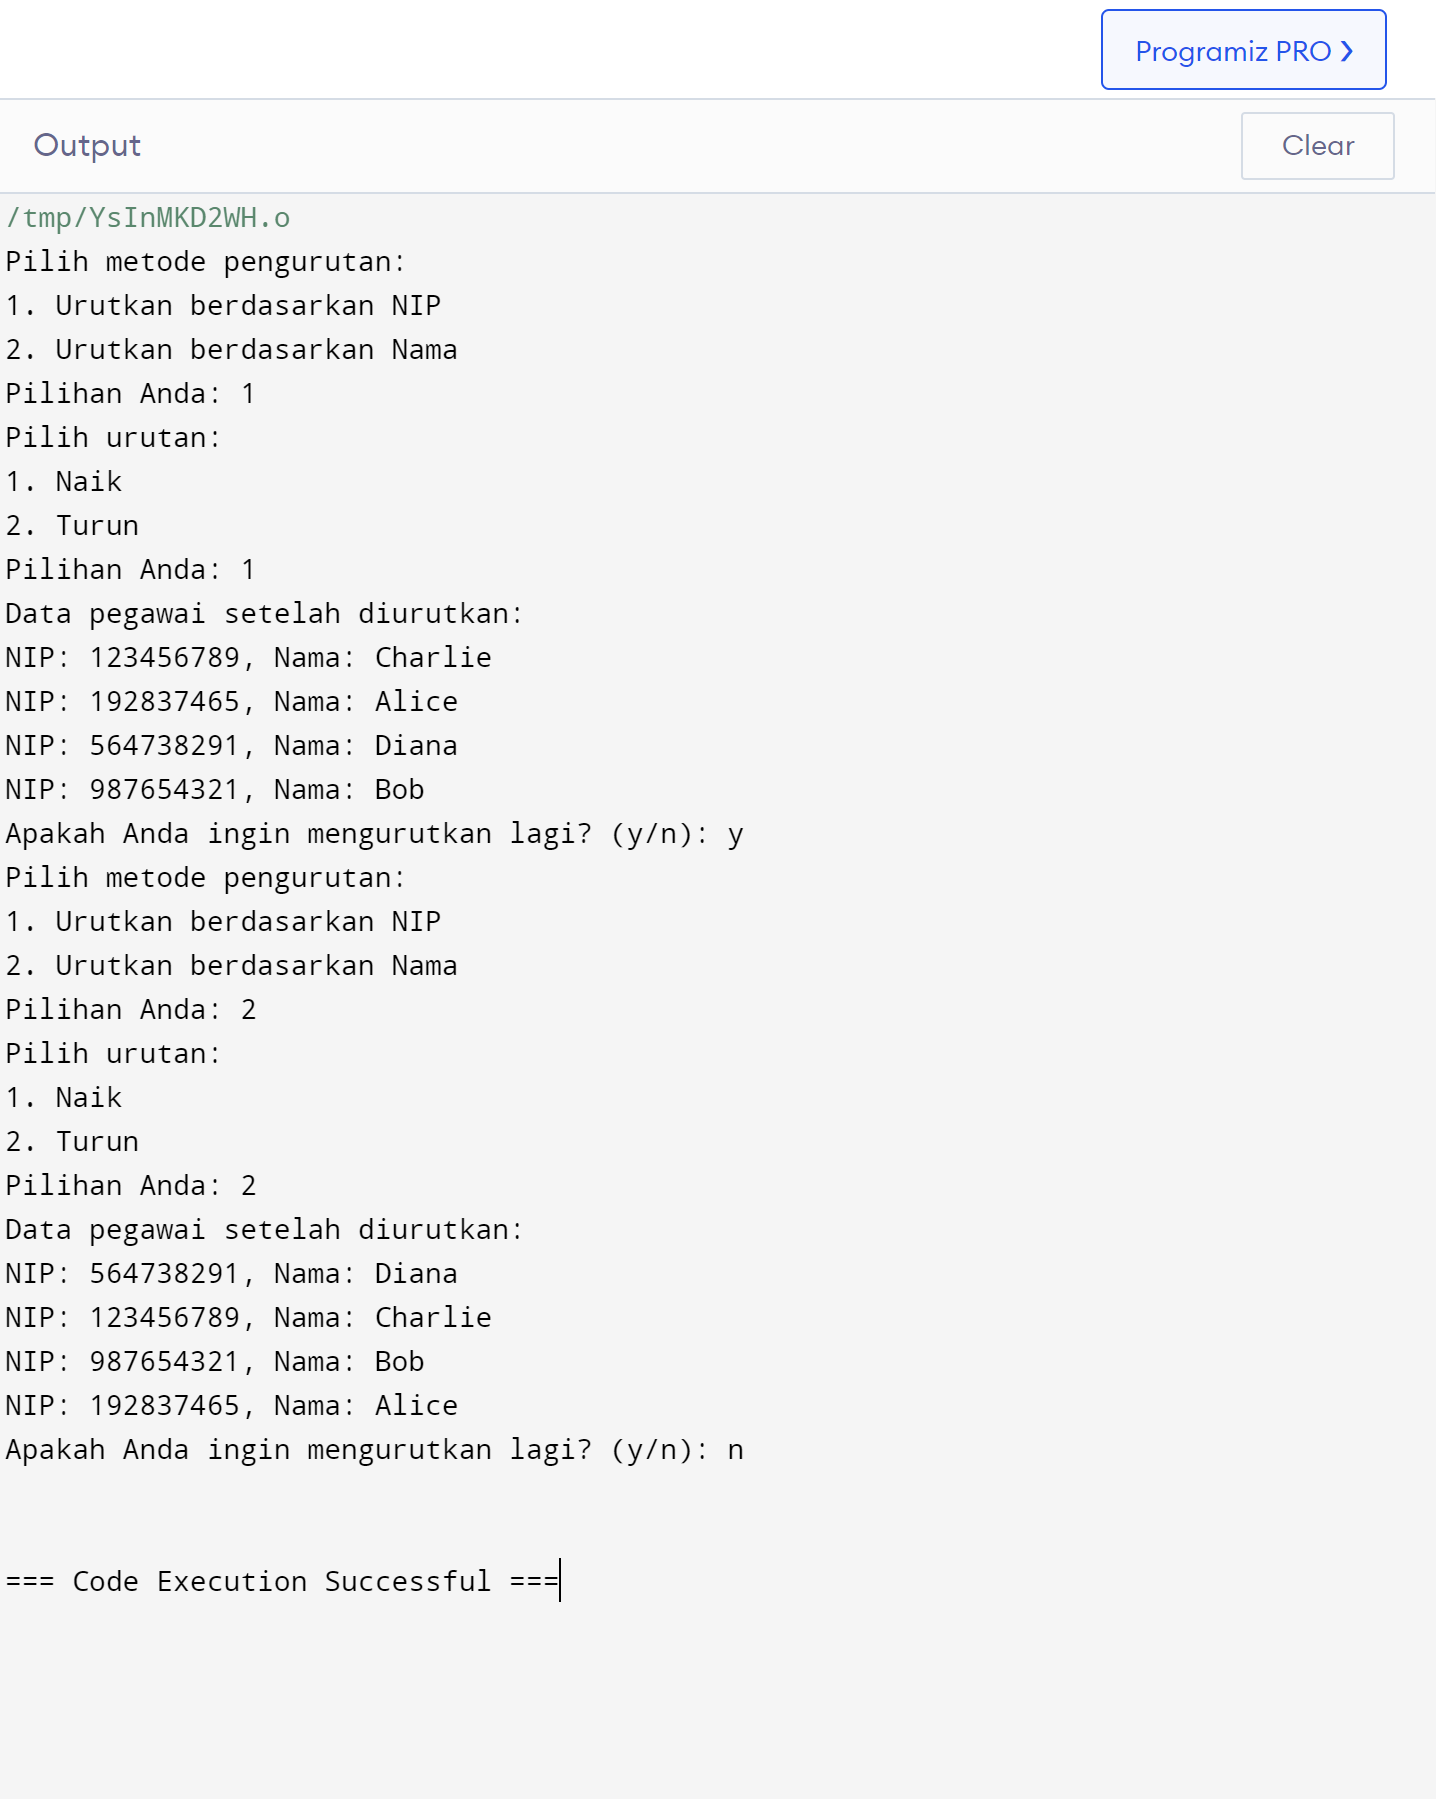 Programiz PRO ❯
Output
Clear
/tmp/YsInMKD2WH.o
Pilih metode pengurutan:
1. Urutkan berdasarkan NIP
2. Urutkan berdasarkan Nama
Pilihan Anda: 1
Pilih urutan:
1. Naik
2. Turun
Pilihan Anda: 1
Data pegawai setelah diurutkan:
NIP: 123456789, Nama: Charlie
NIP: 192837465, Nama: Alice
NIP: 564738291, Nama: Diana
NIP: 987654321, Nama: Bob
Apakah Anda ingin mengurutkan lagi? (y/n): y
Pilih metode pengurutan:
1. Urutkan berdasarkan NIP
2. Urutkan berdasarkan Nama
Pilihan Anda: 2
Pilih urutan:
1. Naik
2. Turun
Pilihan Anda: 2
Data pegawai setelah diurutkan:
NIP: 564738291, Nama: Diana
NIP: 123456789, Nama: Charlie
NIP: 987654321, Nama: Bob
NIP: 192837465, Nama: Alice
Apakah Anda ingin mengurutkan lagi? (y/n): n
=== Code Execution Successful ===